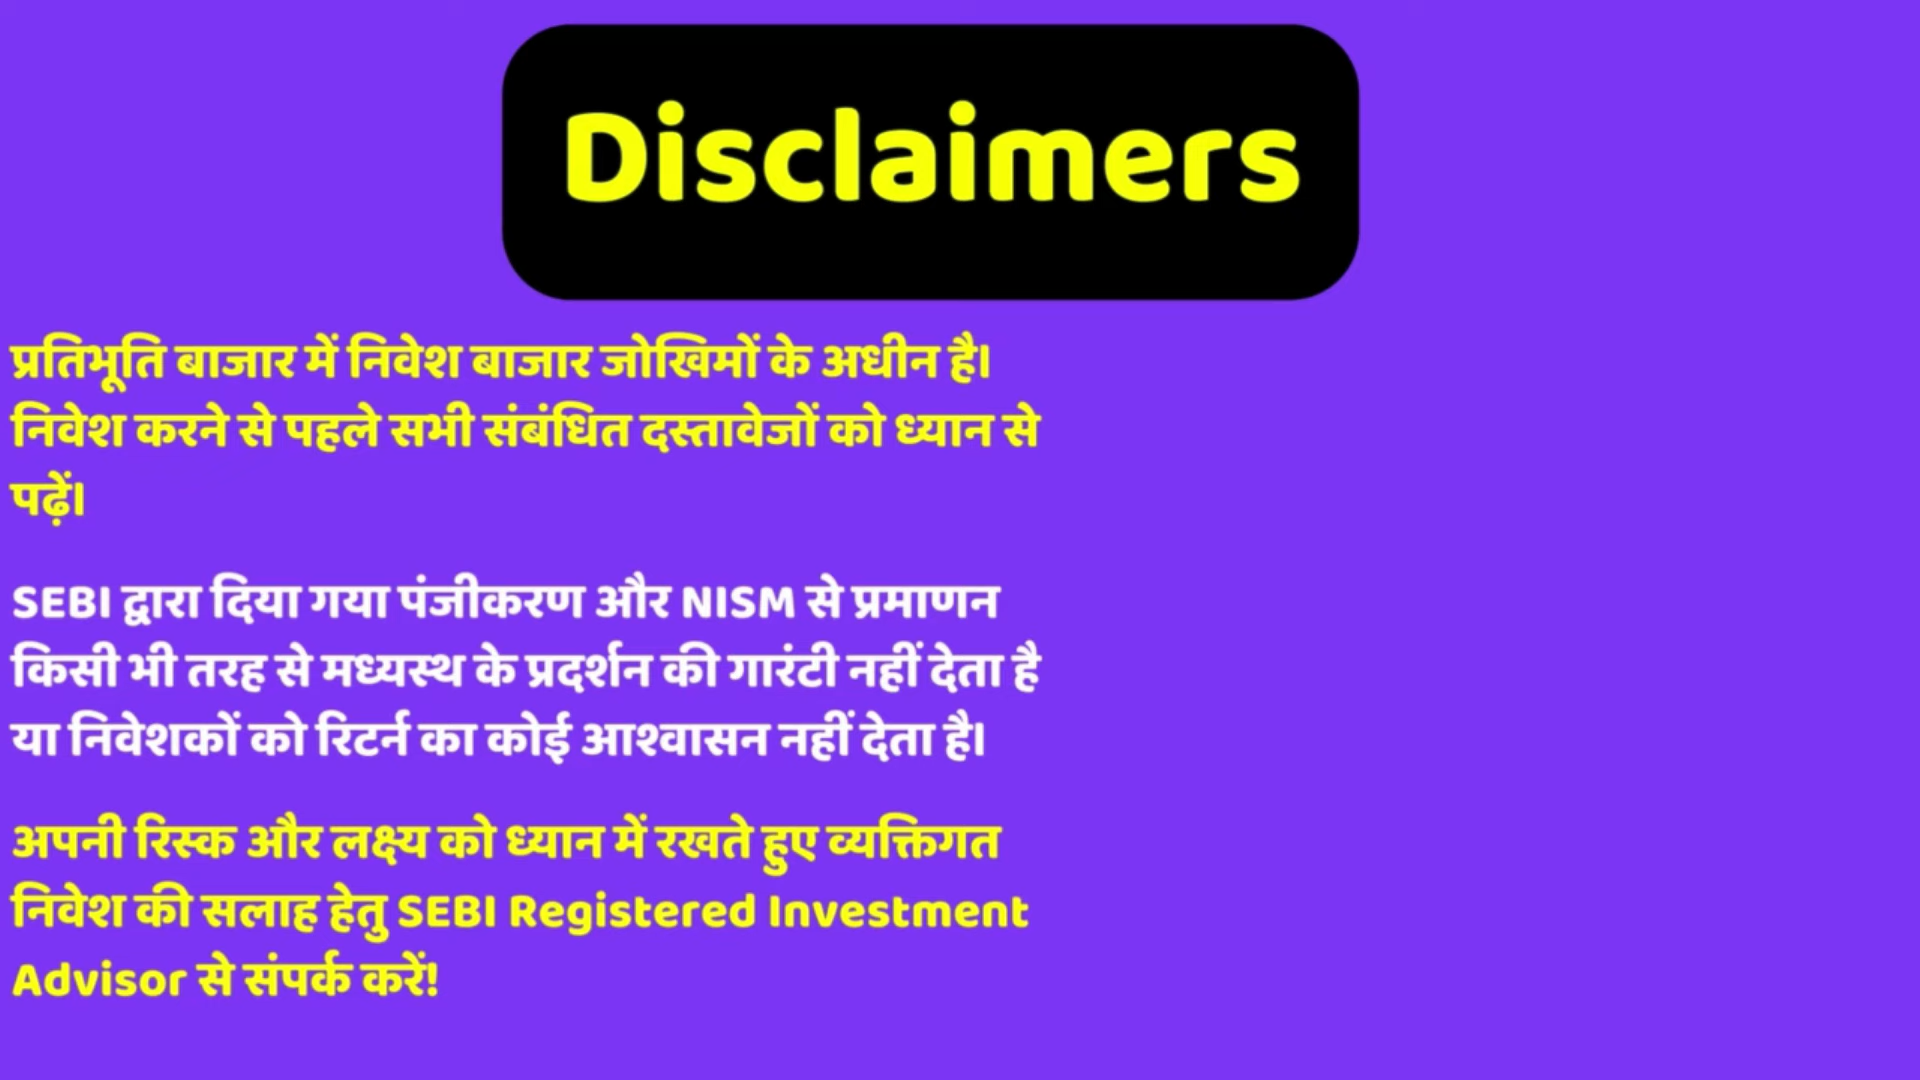 Disclaimers
प्रतिभूति बाजार में निवेश बाजार जोखिमों के अधीन है।
निवेश करने से पहले सभी संबंधित दस्तावेजों को ध्यान से
पढ़ें।
SEBI द्वारा दिया गया पंजीकरण और NISM से प्रमाणन
किसी भी तरह से मध्यस्थ के प्रदर्शन की गारंटी नहीं देता है
या निवेशकों को रिटर्न का कोई आश्वासन नहीं देता है।
अपनी रिस्क और लक्ष्य को ध्यान में रखते हुए व्यक्तिगत
निवेश की सलाह हेतु SEBI Registered Investment
Advisor से संपर्क करें!